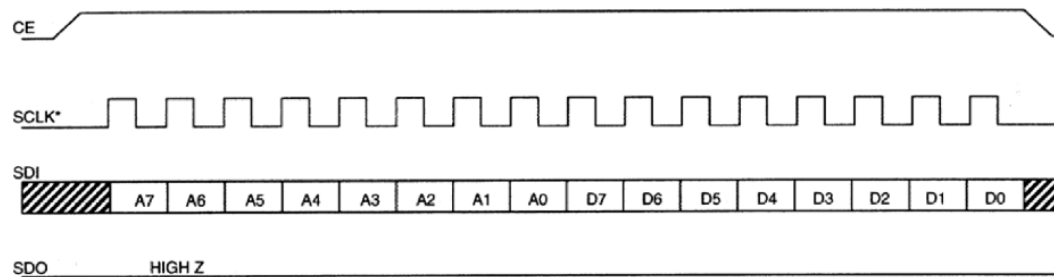 CE
SCLK*
SDI
A7 A6 A5 A4 A3 A2 A1 A0 D7 D6 D5 D4 D3 D2 D1 D0
SDO HIGH Z